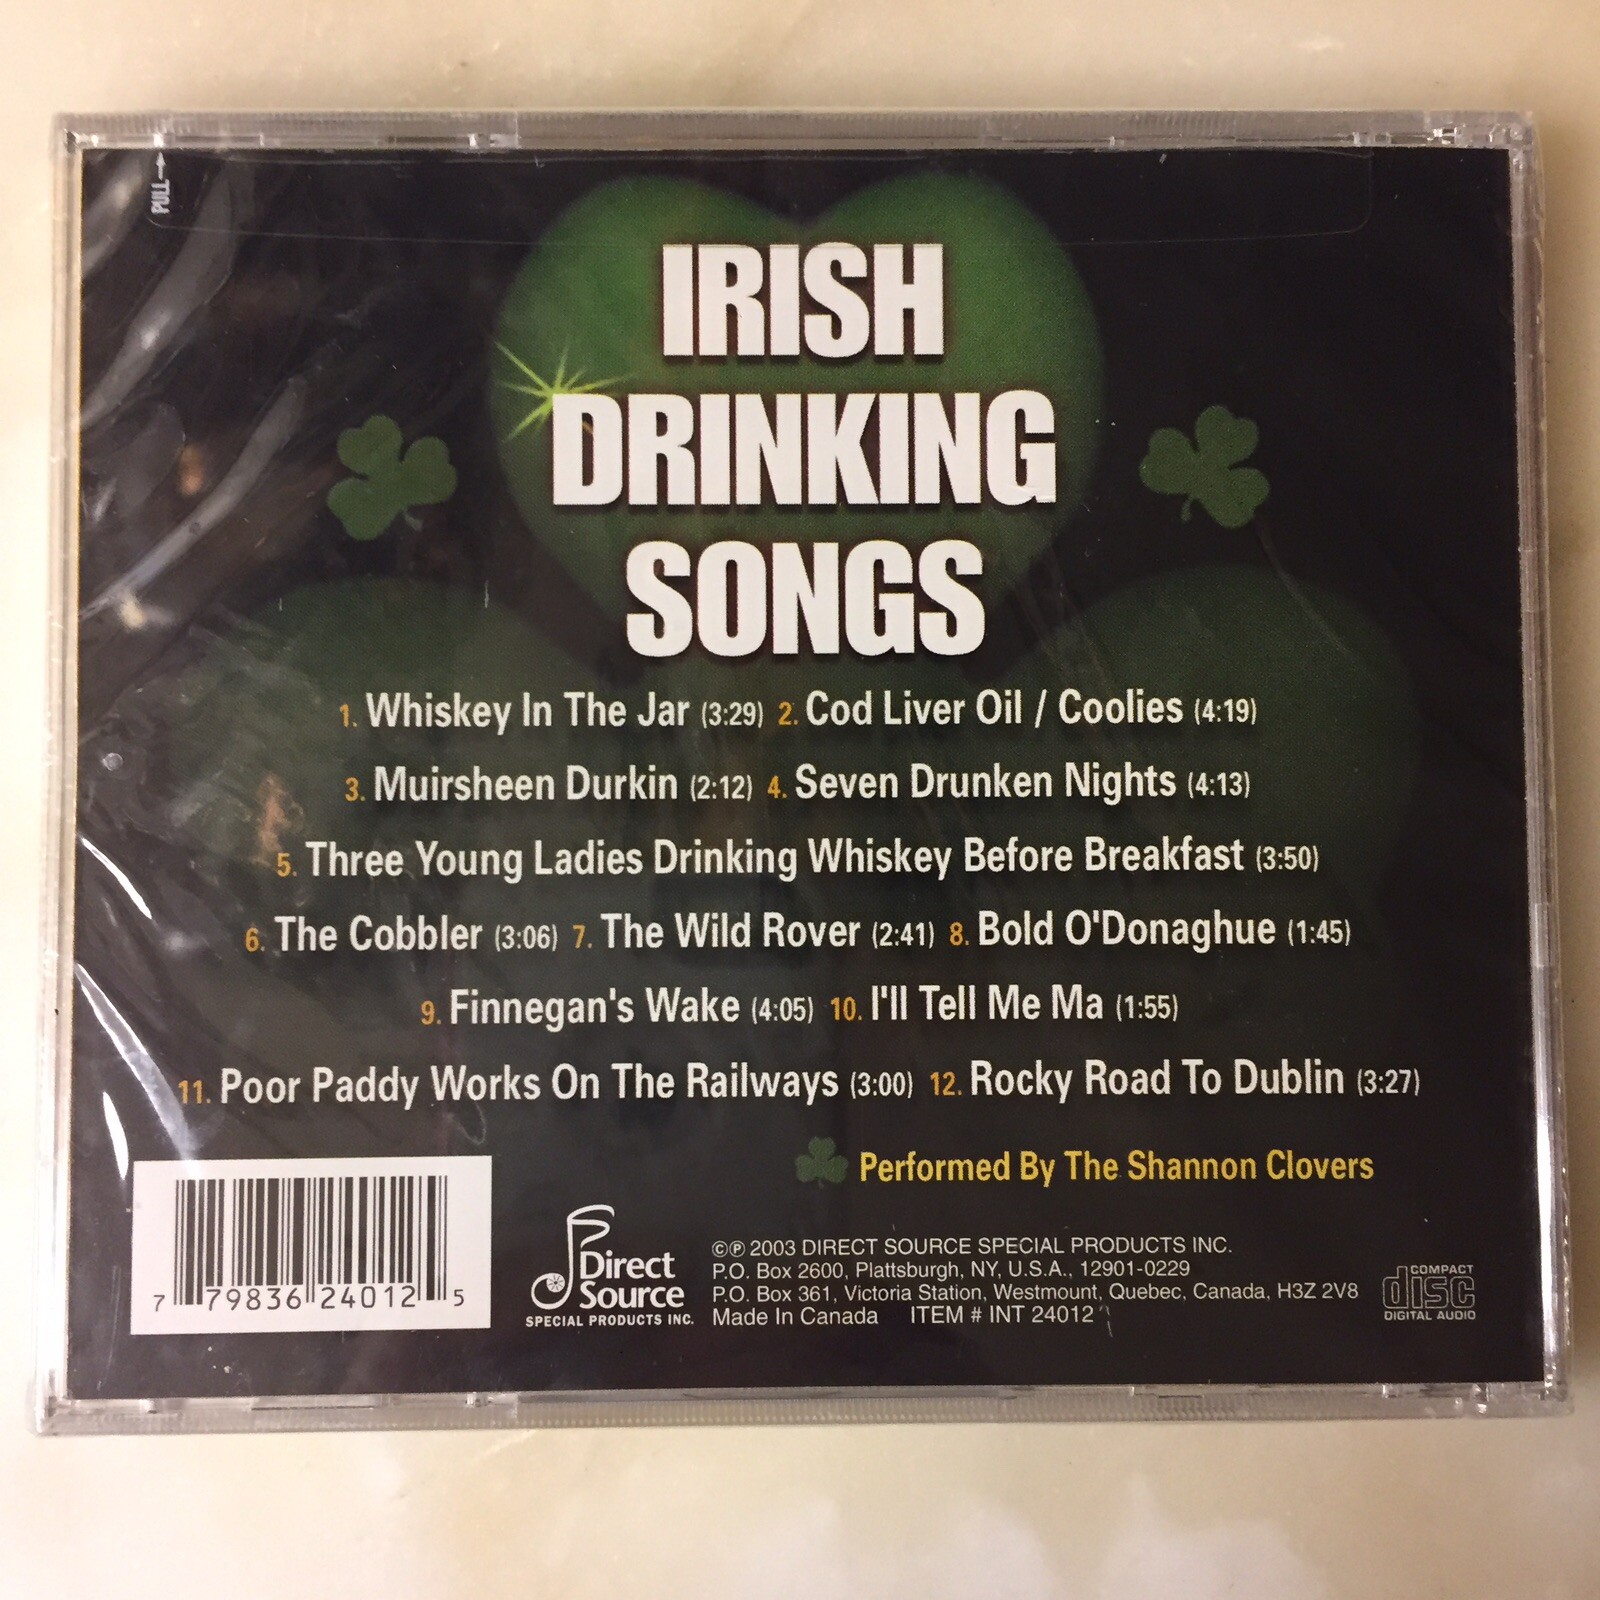 PULL
IRISH
DRINKING
SONGS
1. Whiskey In The Jar (3:29) 2. Cod Liver Oil / Coolies (4:19)
3. Muirsheen Durkin (2:12) 4. Seven Drunken Nights (4:13)
5. Three Young Ladies Drinking Whiskey Before Breakfast (3:50)
6. The Cobbler (3:06) 7. The Wild Rover (2:41) 8. Bold O'Donaghue (1:45)
9. Finnegan's Wake (4:05) 10. I'll Tell Me Ma (1:55)
11. Poor Paddy Works On The Railways (3:00) 12. Rocky Road To Dublin (3:27)
Performed By The Shannon Clovers
7 79836 24012 5
Direct
Source
SPECIAL PRODUCTS INC.
©℗ 2003 DIRECT SOURCE SPECIAL PRODUCTS INC.
P.O. Box 2600, Plattsburgh, NY, U.S.A., 12901-0229
P.O. Box 361, Victoria Station, Westmount, Quebec, Canada, H3Z 2V8
Made In Canada ITEM # INT 24012
COMPACT
disc
DIGITAL AUDIO